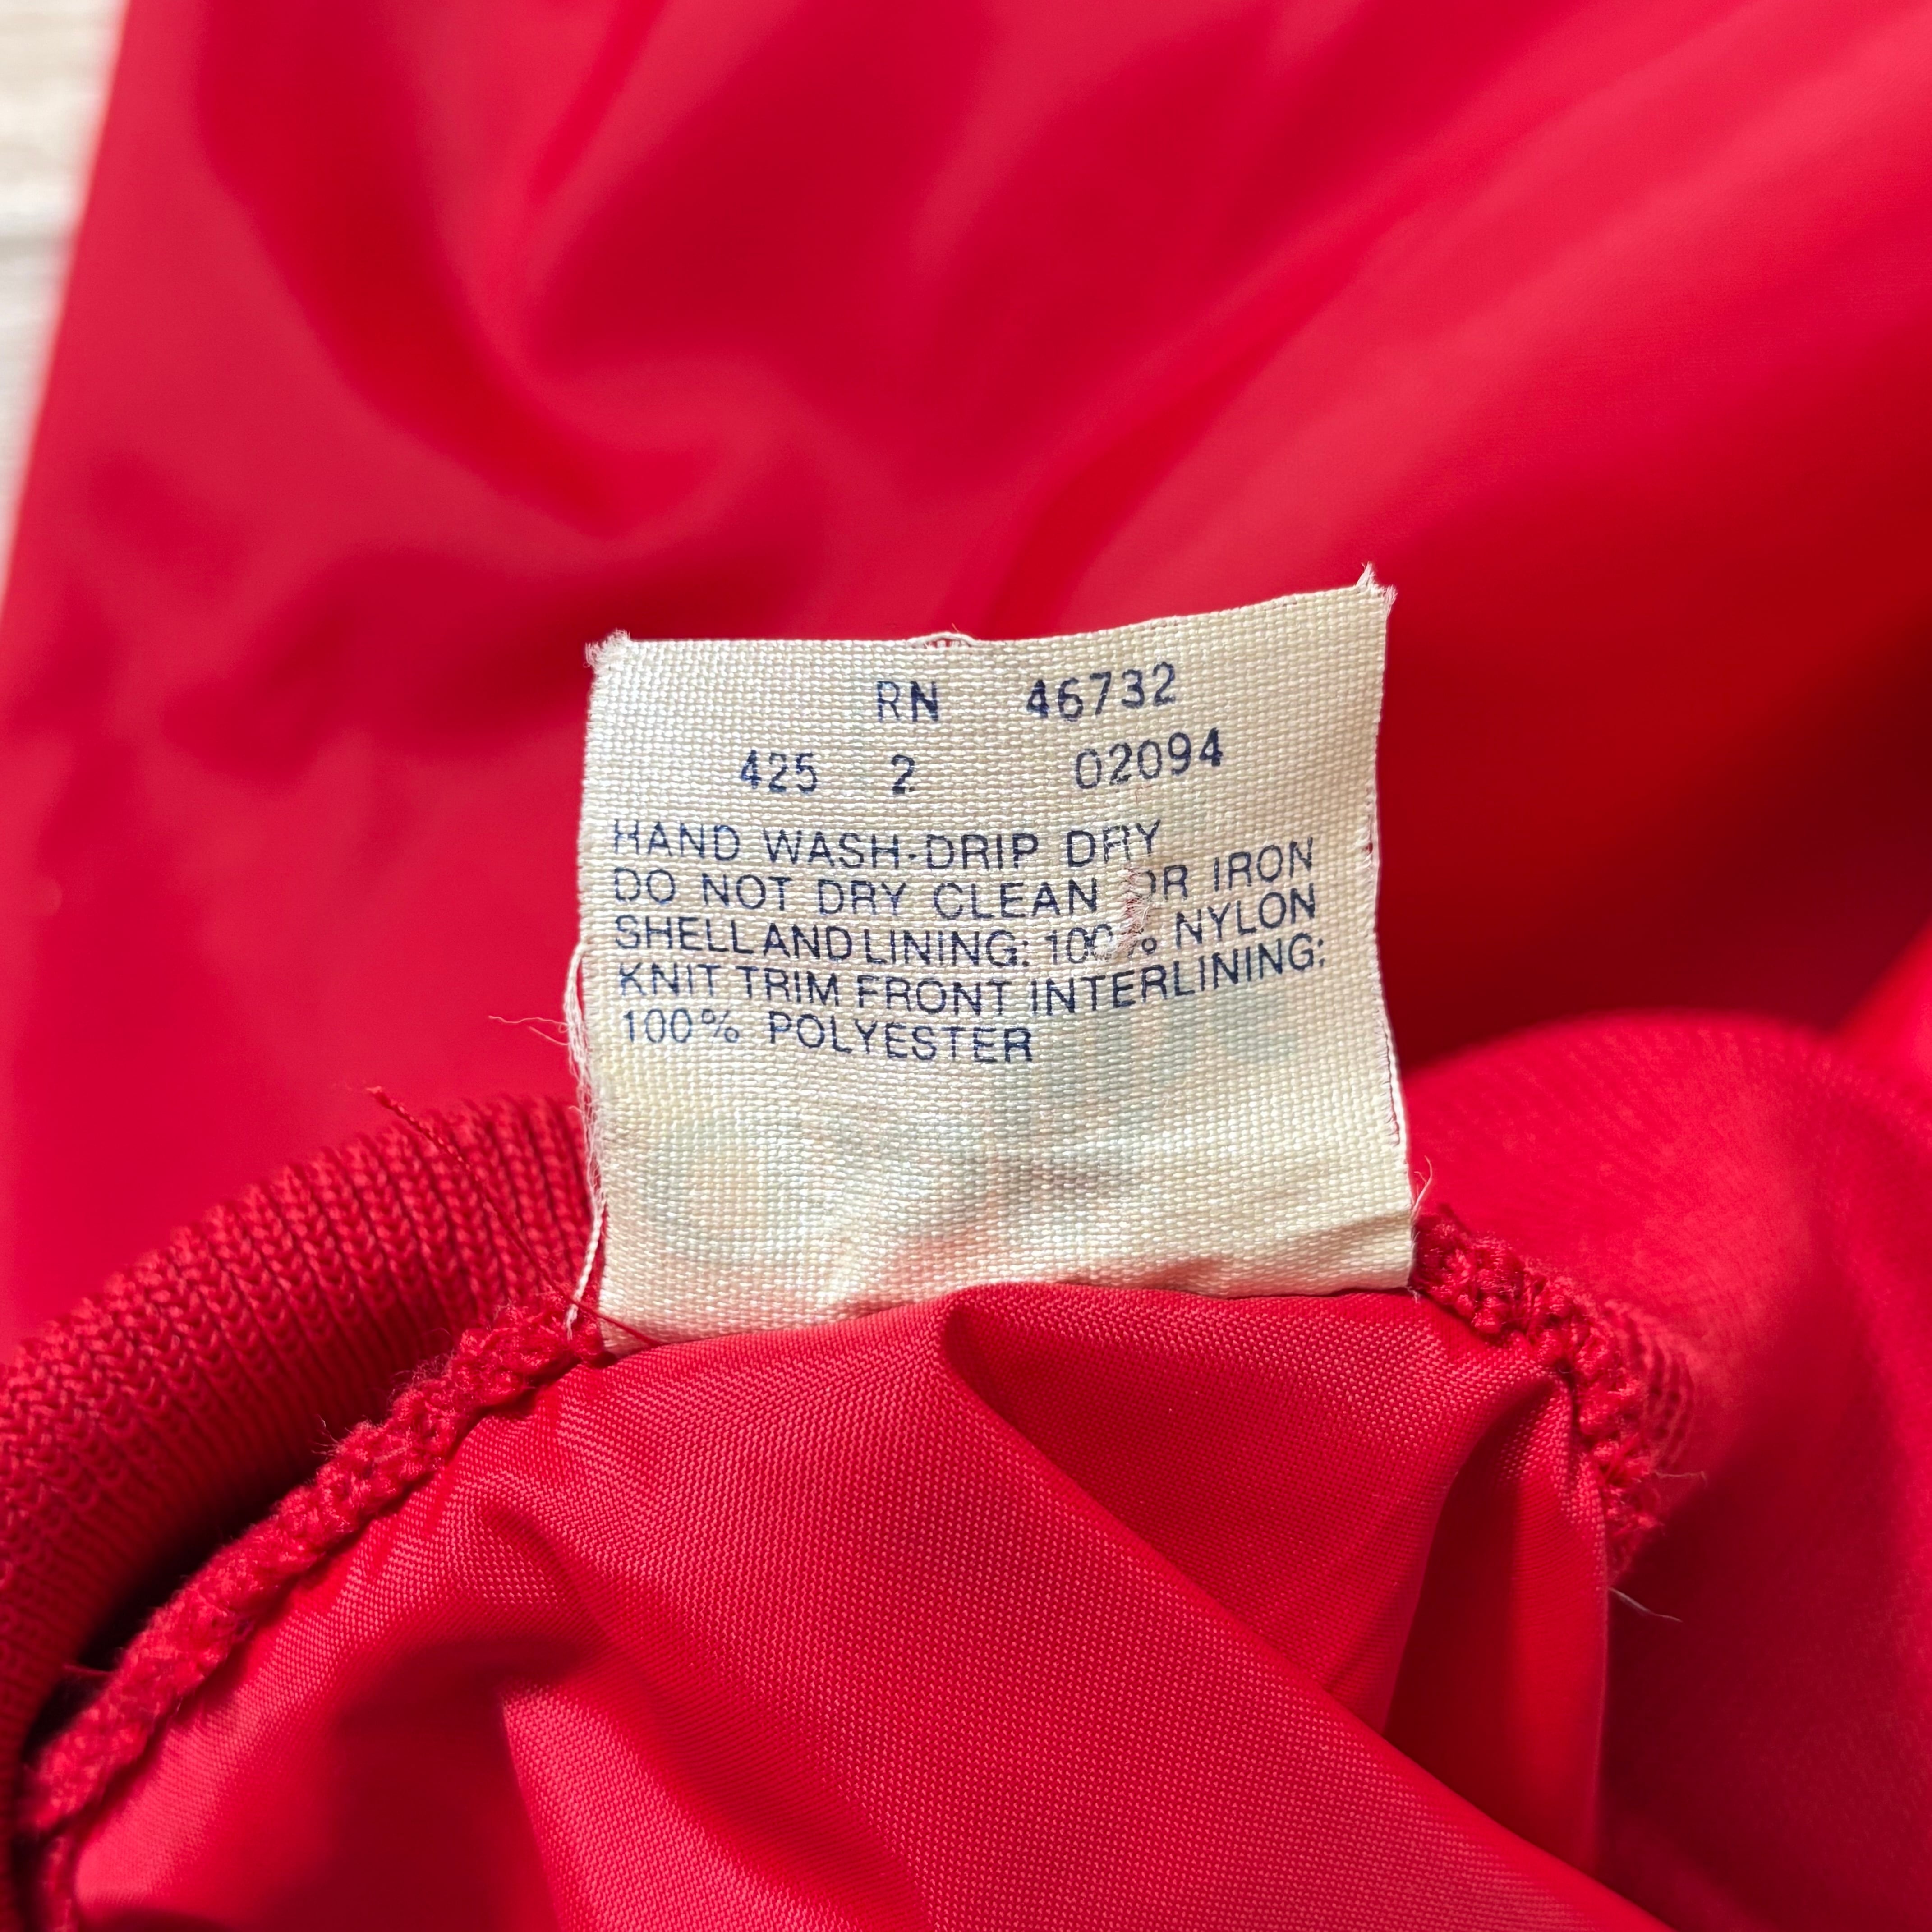 RN 46732
425 2 02094
HAND WASH-DRIP DRY
DO NOT DRY CLEAN OR IRON
SHELL AND LINING: 100% NYLON
KNIT TRIM FRONT INTERLINING:
100% POLYESTER